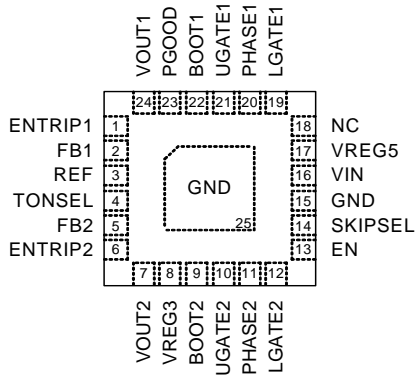 VOUT1
PGOOD
BOOT1
UGATE1
PHASE1
LGATE1
24 23 22 21 20 19
ENTRIP1 1 18 NC
FB1 2 17 VREG5
REF 3 16 VIN
TONSEL 4 GND 15 GND
FB2 5 25 14 SKIPSEL
ENTRIP2 6 13 EN
7 8 9 10 11 12
VOUT2
VREG3
BOOT2
UGATE2
PHASE2
LGATE2